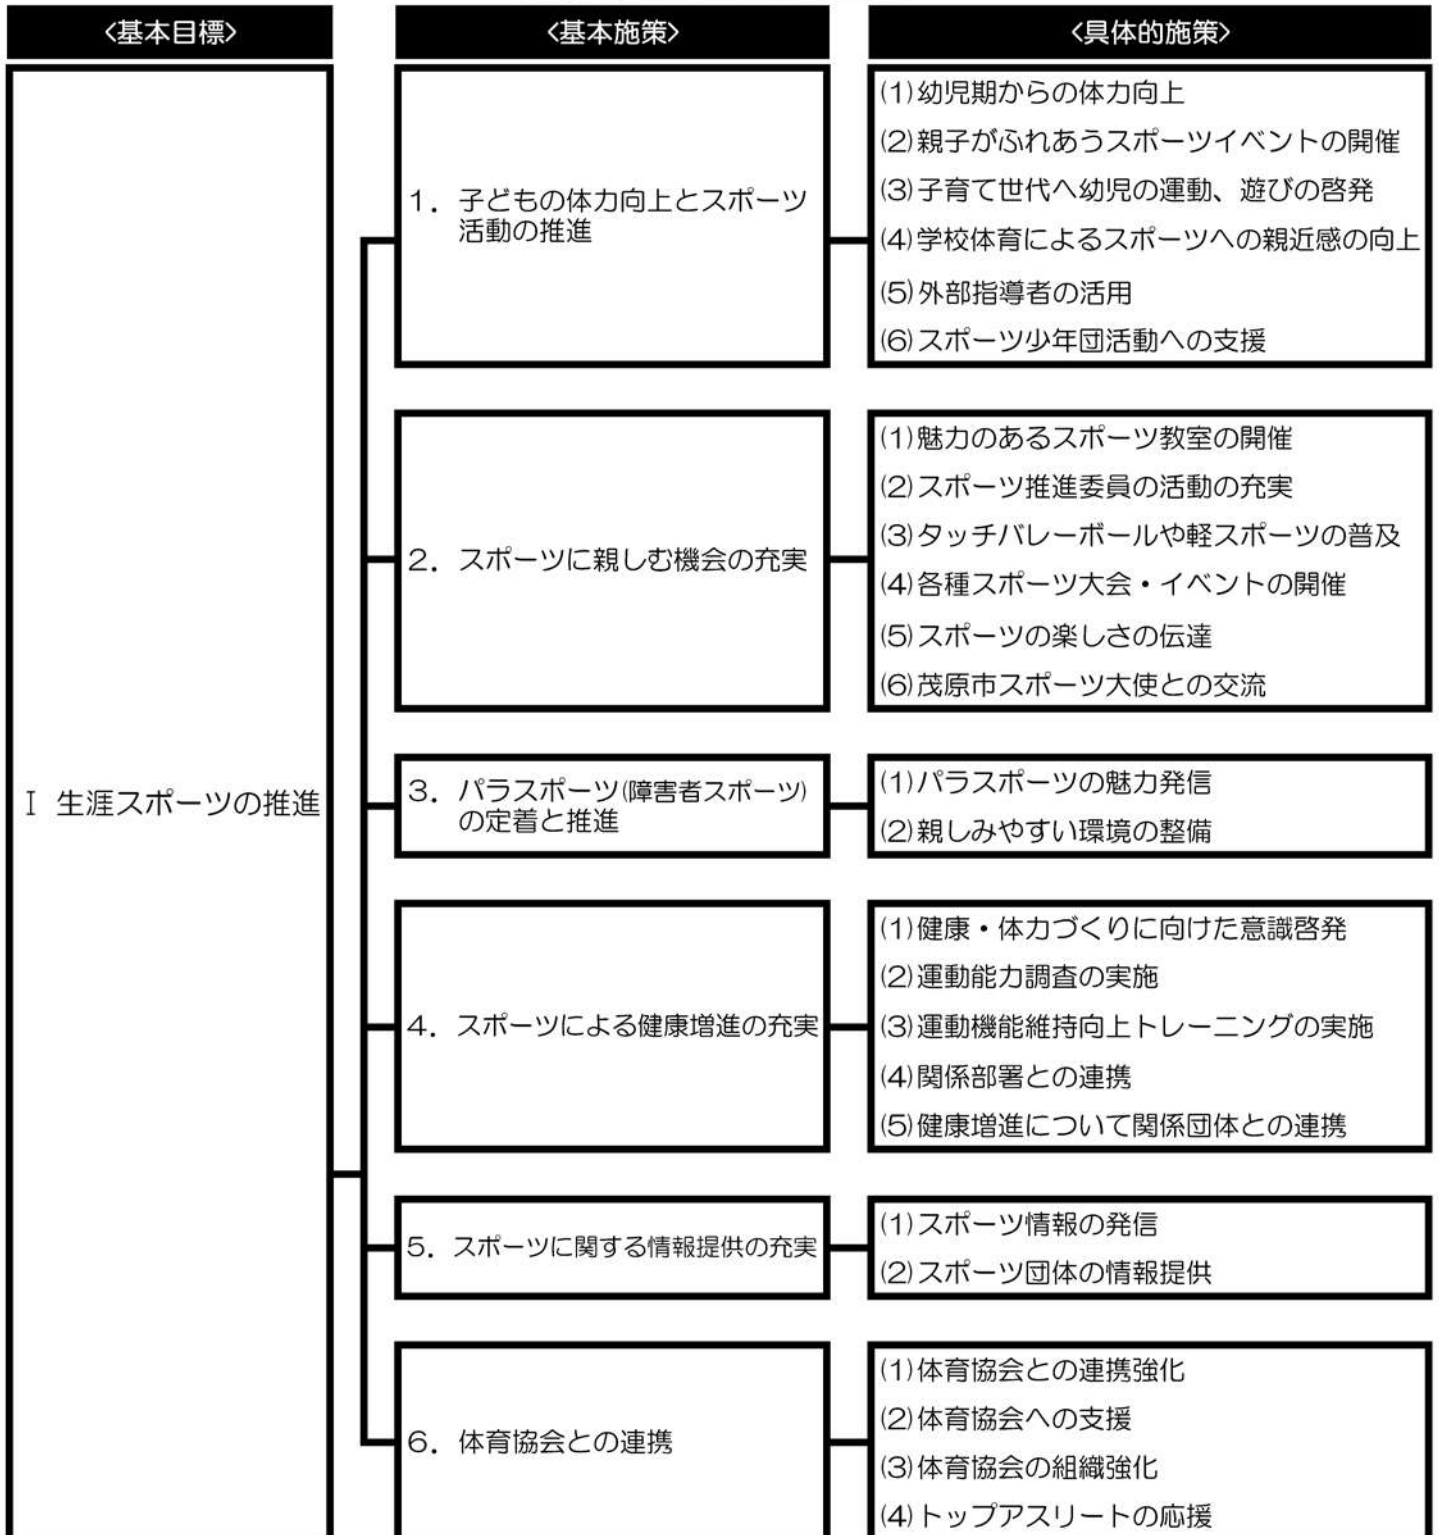 <基本目標>
<基本施策>
<具体的施策>
Ⅰ 生涯スポーツの推進
1. 子どもの体力向上とスポーツ
活動の推進
(1)幼児期からの体力向上
(2)親子がふれあうスポーツイベントの開催
(3)子育て世代へ幼児の運動、遊びの啓発
(4)学校体育によるスポーツへの親近感の向上
(5)外部指導者の活用
(6)スポーツ少年団活動への支援
2. スポーツに親しむ機会の充実
(1)魅力のあるスポーツ教室の開催
(2)スポーツ推進委員の活動の充実
(3)タッチバレーボールや軽スポーツの普及
(4)各種スポーツ大会・イベントの開催
(5)スポーツの楽しさの伝達
(6)茂原市スポーツ大使との交流
3. パラスポーツ(障害者スポーツ)
の定着と推進
(1)パラスポーツの魅力発信
(2)親しみやすい環境の整備
4. スポーツによる健康増進の充実
(1)健康・体力づくりに向けた意識啓発
(2)運動能力調査の実施
(3)運動機能維持向上トレーニングの実施
(4)関係部署との連携
(5)健康増進について関係団体との連携
5. スポーツに関する情報提供の充実
(1)スポーツ情報の発信
(2)スポーツ団体の情報提供
6. 体育協会との連携
(1)体育協会との連携強化
(2)体育協会への支援
(3)体育協会の組織強化
(4)トップアスリートの応援